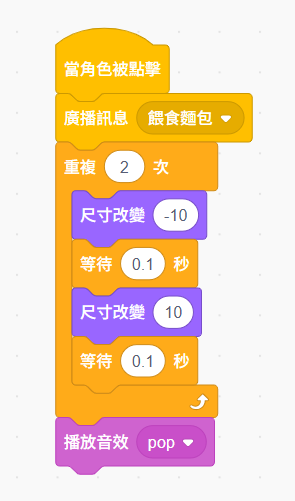 當角色被點擊
廣播訊息 餵食麵包
重複 2 次
尺寸改變 -10
等待 0.1 秒
尺寸改變 10
等待 0.1 秒
播放音效 pop